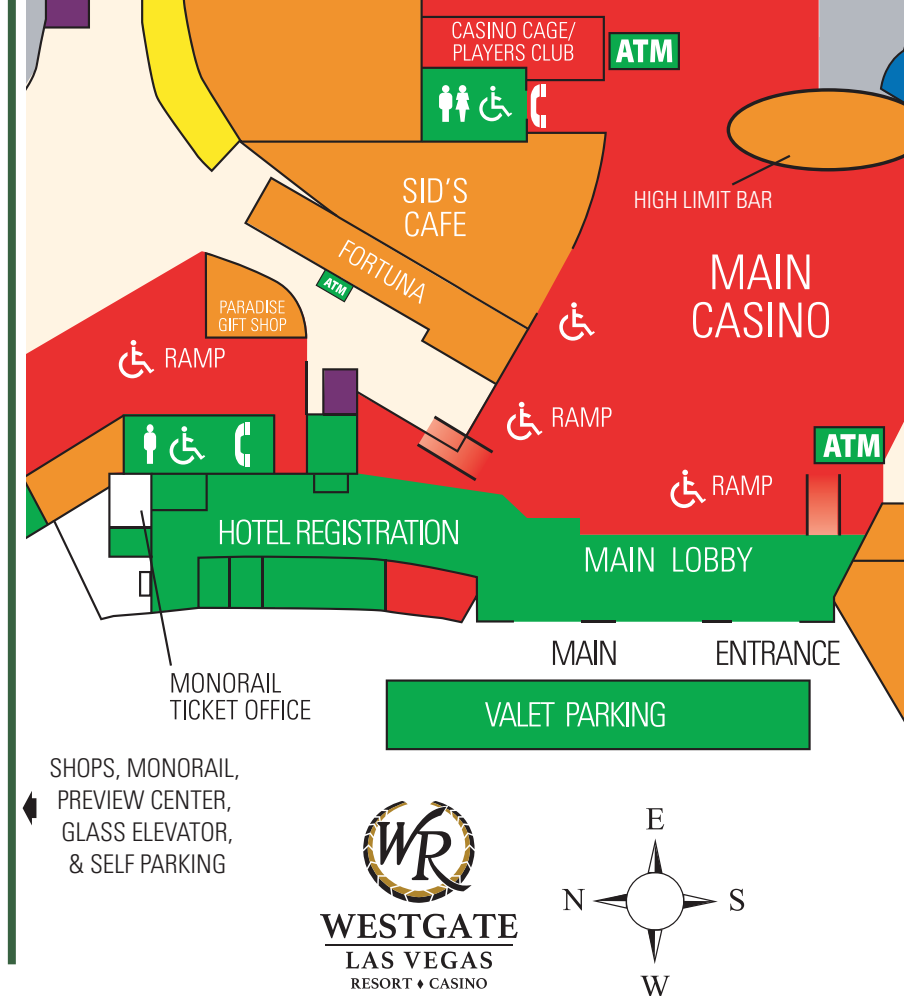 CASINO CAGE/
PLAYERS CLUB
ATM
HIGH LIMIT BAR
SID'S
CAFE
FORTUNA
ATM
MAIN
CASINO
PARADISE
GIFT SHOP
RAMP
RAMP
ATM
RAMP
HOTEL REGISTRATION
MAIN LOBBY
MAIN ENTRANCE
MONORAIL
TICKET OFFICE
VALET PARKING
SHOPS, MONORAIL,
PREVIEW CENTER,
GLASS ELEVATOR,
& SELF PARKING
WR
WESTGATE
LAS VEGAS
RESORT ♦ CASINO
E
N S
W